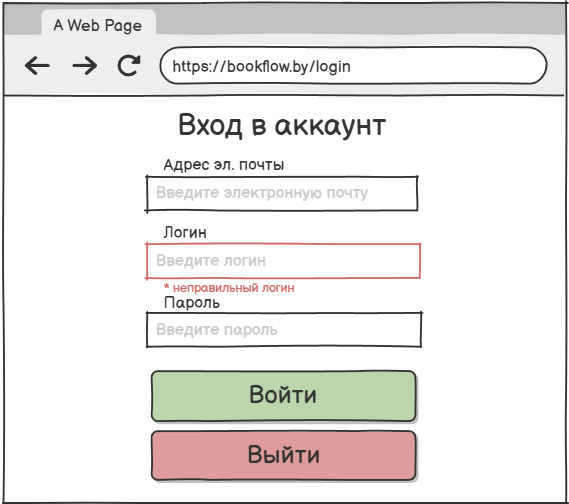 A Web Page
https://bookflow.by/login
Вход в аккаунт
Адрес эл. почты
Введите электронную почту
Логин
Введите логин
* неправильный логин
Пароль
Введите пароль
Войти
Выйти